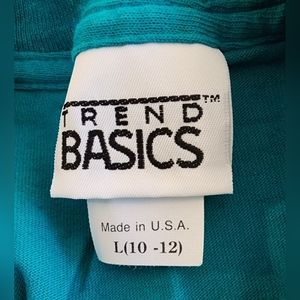 TREND™
BASICS
Made in U.S.A.
L(10 -12)